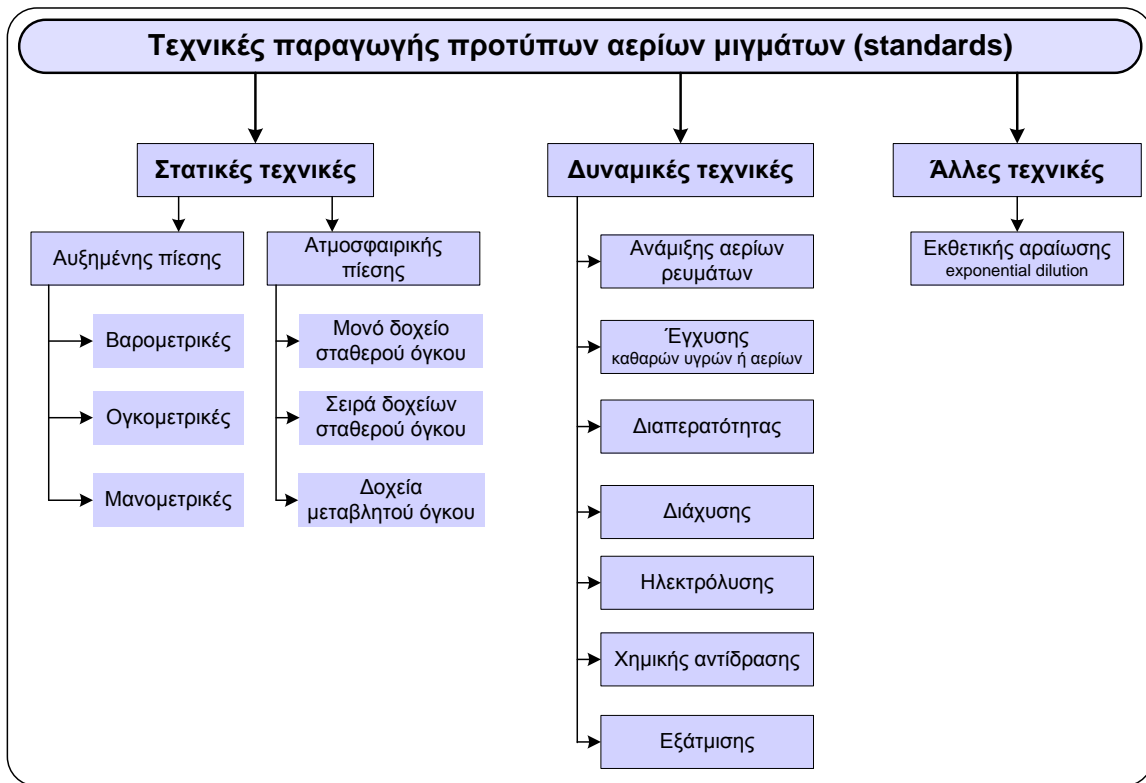 Τεχνικές παραγωγής προτύπων αερίων μιγμάτων (standards)
Στατικές τεχνικές
Αυξημένης πίεσης
Βαρομετρικές
Ογκομετρικές
Μανομετρικές
Ατμοσφαιρικής
πίεσης
Μονό δοχείο
σταθερού όγκου
Σειρά δοχείων
σταθερού όγκου
Δοχεία
μεταβλητού όγκου
Δυναμικές τεχνικές
Ανάμιξης αερίων
ρευμάτων
Έγχυσης
καθαρών υγρών ή αερίων
Διαπερατότητας
Διάχυσης
Ηλεκτρόλυσης
Χημικής αντίδρασης
Εξάτμισης
Άλλες τεχνικές
Εκθετικής αραίωσης
exponential dilution